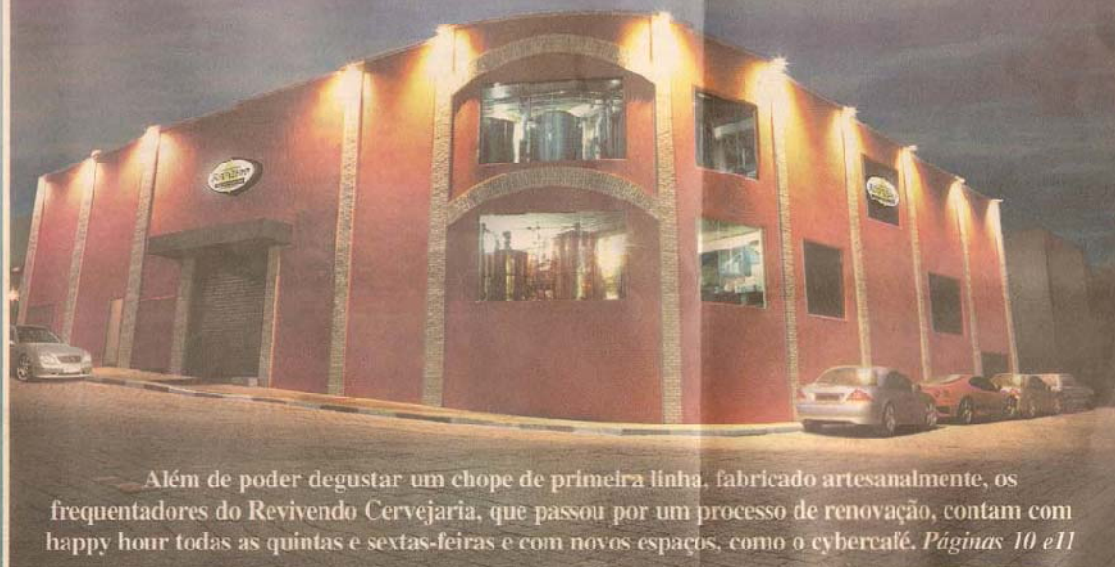 Além de poder degustar um chope de primeira linha, fabricado artesanalmente, os
frequentadores do Revivendo Cervejaria, que passou por um processo de renovação, contam com
happy hour todas as quintas e sextas-feiras e com novos espaços, como o cybercafé. Páginas 10 e11